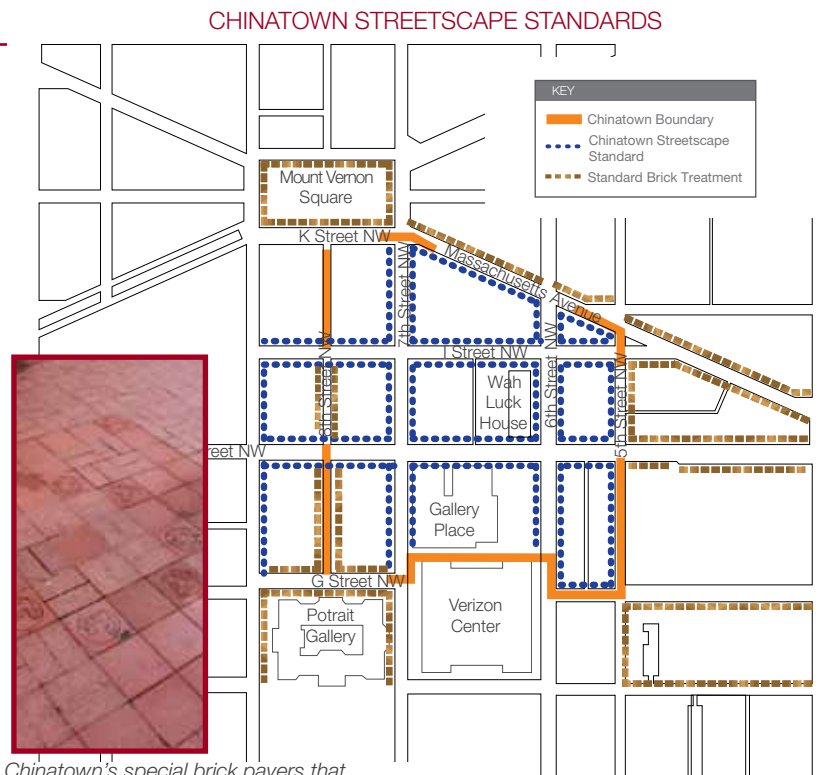 CHINATOWN STREETSCAPE STANDARDS
KEY
Chinatown Boundary
Chinatown Streetscape
Standard
Standard Brick Treatment
Mount Vernon
Square
K Street NW
Massachusetts Avenue
7th Street NW
I Street NW
8th Street NW
6th Street NW
5th Street NW
Wah
Luck
House
reet NW
Gallery
Place
G Street NW
Potrait
Gallery
Verizon
Center
Chinatown's special brick pavers that